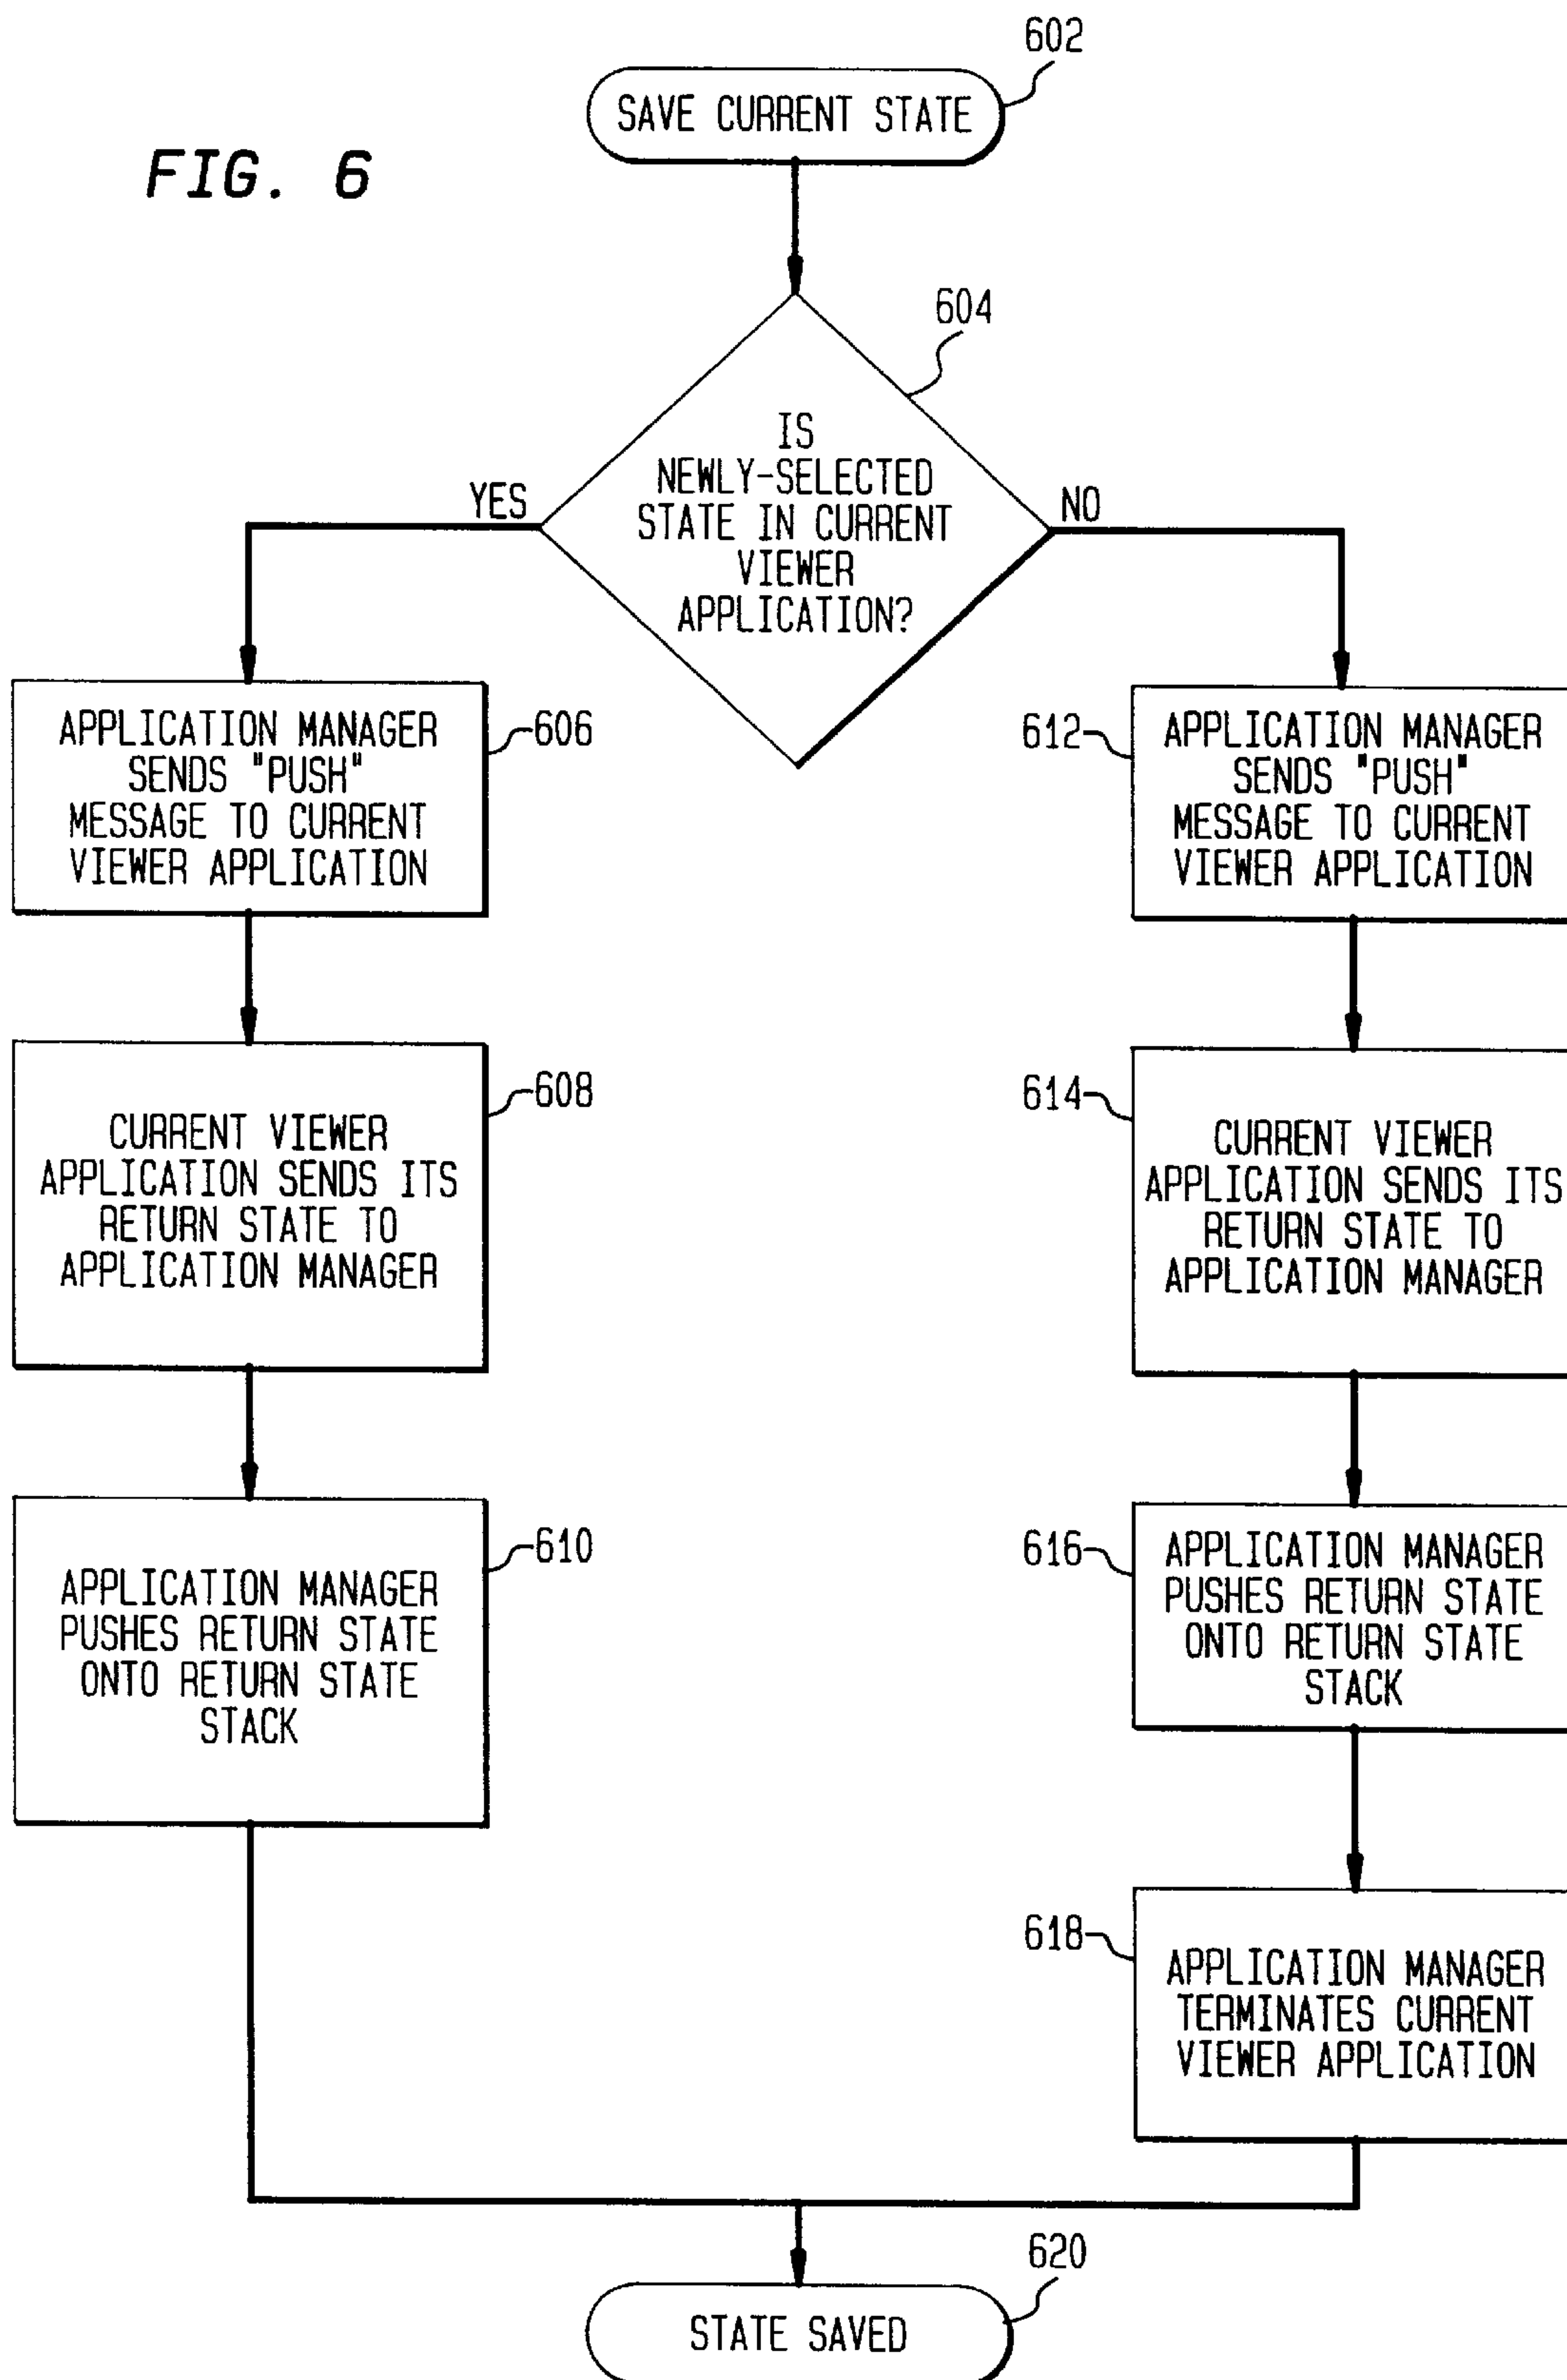 602
SAVE CURRENT STATE
FIG. 6
604
IS
NEWLY-SELECTED
STATE IN CURRENT
VIEWER
APPLICATION?
YES
NO
APPLICATION MANAGER
SENDS "PUSH"
MESSAGE TO CURRENT
VIEWER APPLICATION
606
612
APPLICATION MANAGER
SENDS "PUSH"
MESSAGE TO CURRENT
VIEWER APPLICATION
CURRENT VIEWER
APPLICATION SENDS ITS
RETURN STATE TO
APPLICATION MANAGER
608
614
CURRENT VIEWER
APPLICATION SENDS ITS
RETURN STATE TO
APPLICATION MANAGER
APPLICATION MANAGER
PUSHES RETURN STATE
ONTO RETURN STATE
STACK
610
616
APPLICATION MANAGER
PUSHES RETURN STATE
ONTO RETURN STATE
STACK
618
APPLICATION MANAGER
TERMINATES CURRENT
VIEWER APPLICATION
620
STATE SAVED